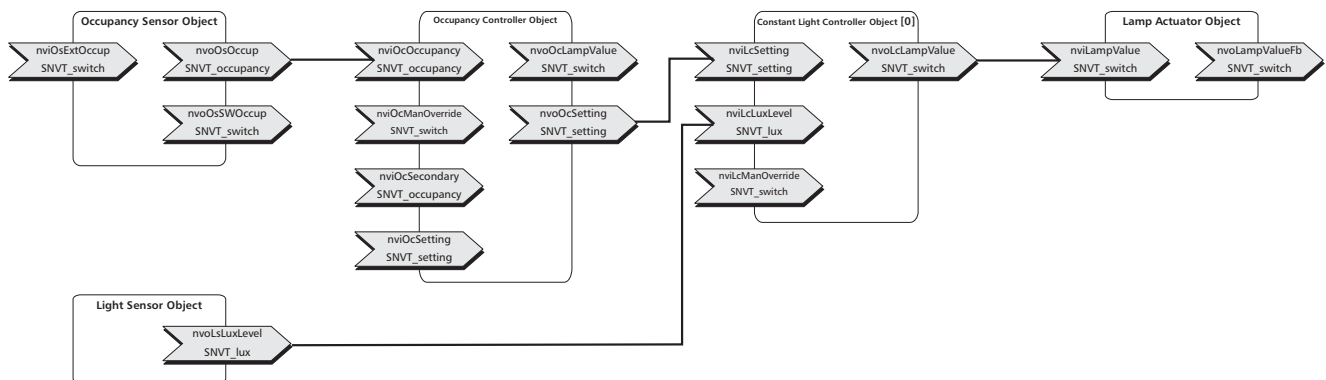 Occupancy Sensor Object
nviOsExtOccup
SNVT_switch
nvoOsOccup
SNVT_occupancy
nvoOsSWOccup
SNVT_switch
Occupancy Controller Object
nviOcOccupancy
SNVT_occupancy
nviOcManOverride
SNVT_switch
nviOcSecondary
SNVT_occupancy
nviOcSetting
SNVT_setting
nvoOcLampValue
SNVT_switch
nvoOcSetting
SNVT_setting
Constant Light Controller Object [0]
nviLcSetting
SNVT_setting
nviLcLuxLevel
SNVT_lux
nviLcManOverride
SNVT_switch
nvoLcLampValue
SNVT_switch
Lamp Actuator Object
nviLampValue
SNVT_switch
nvoLampValueFb
SNVT_switch
Light Sensor Object
nvoLsLuxLevel
SNVT_lux